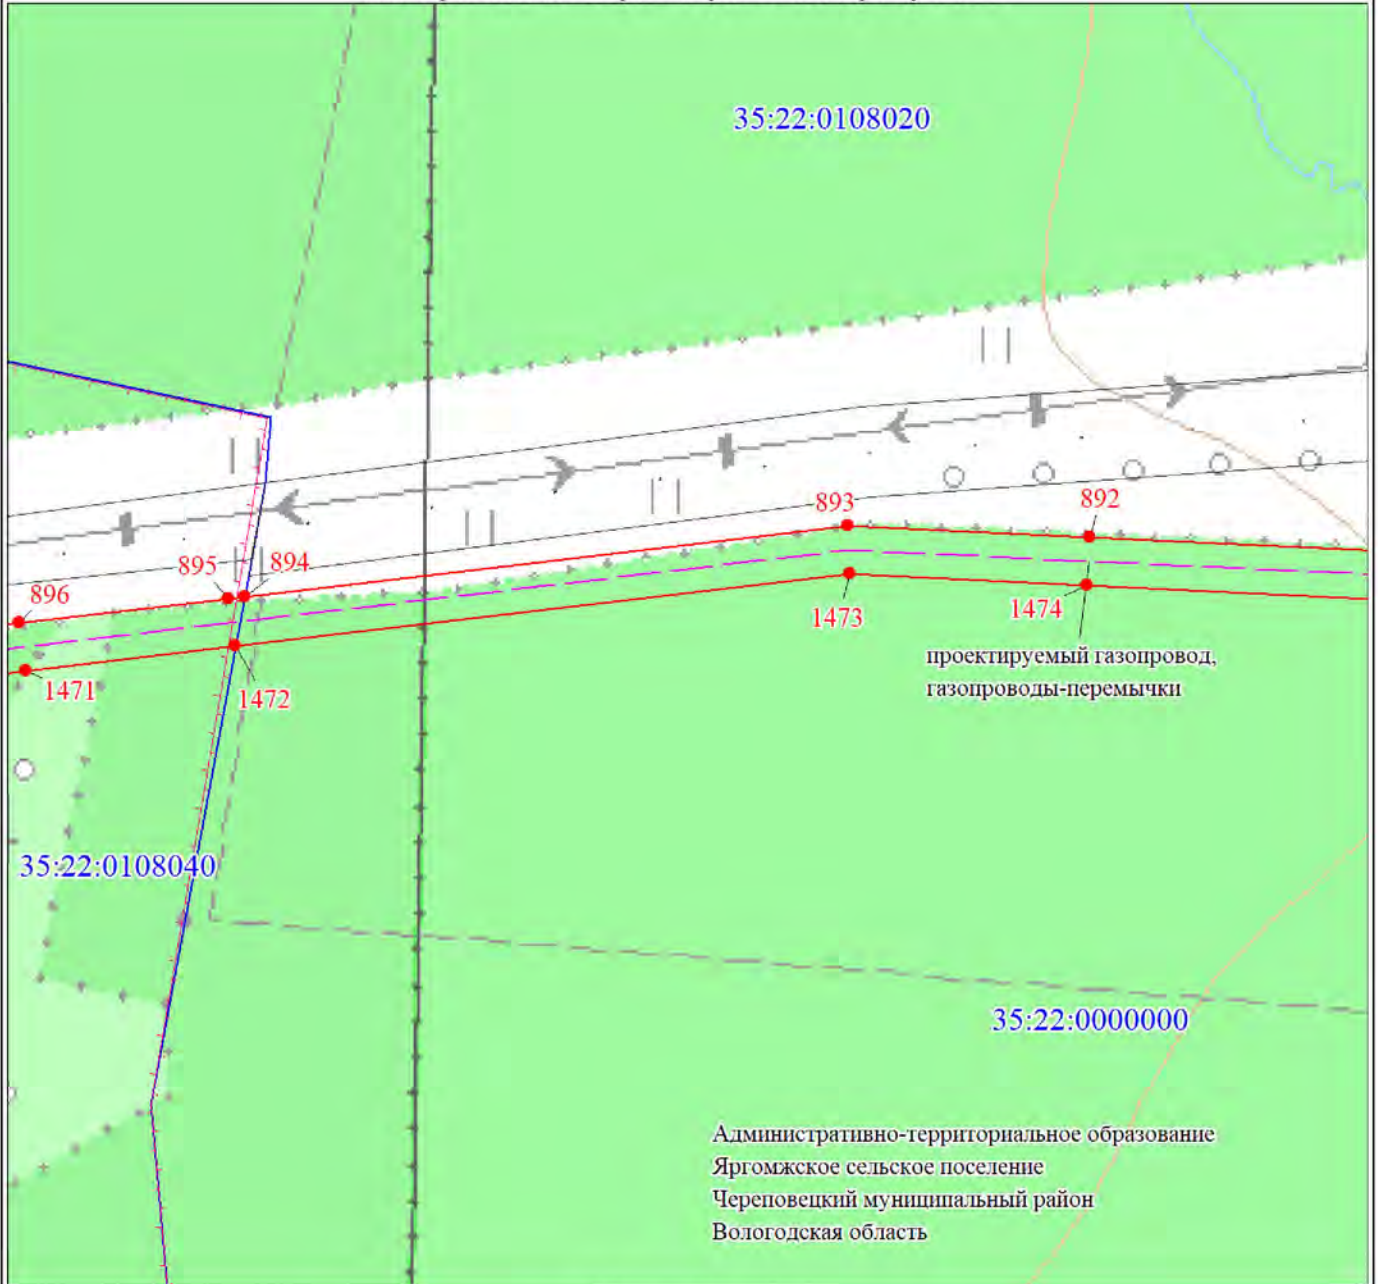 35:22:0108020
893
892
895
894
896
1473
1474
1471
1472
проектируемый газопровод,
газопроводы-перемычки
35:22:0108040
35:22:0000000
Административно-территориальное образование
Яргомжское сельское поселение
Череповецкий муниципальный район
Вологодская область